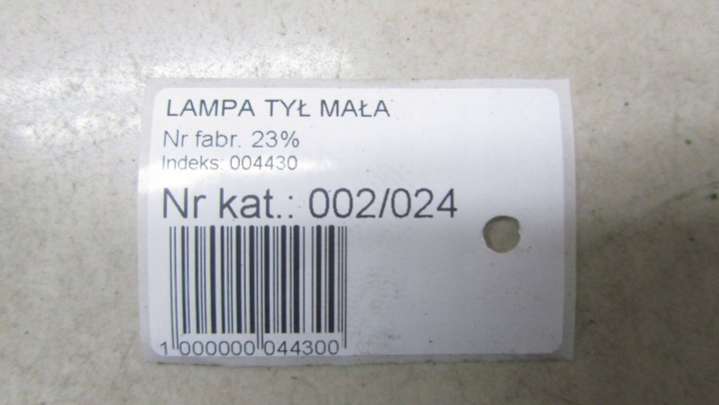 LAMPA TYŁ MAŁA
Nr fabr. 23%
Indeks: 004430
Nr kat.: 002/024
1 000000 044300